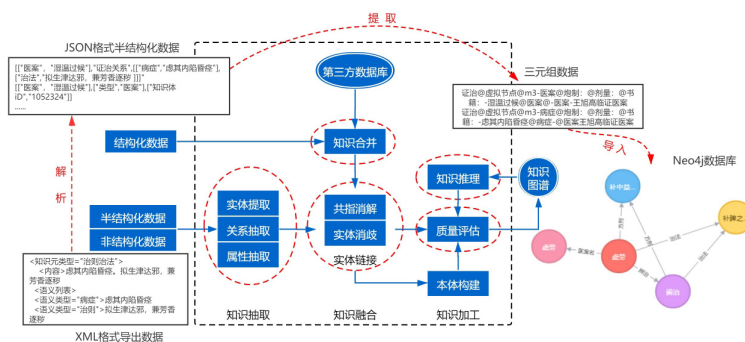 提 取
JSON格式半结构化数据
[["医案", "湿温过候"],"证治关系",[["病症","虑其内陷昏痉"],
["治法","拟生津达邪，兼芳香逐秽 ]]]"
[["医案", "湿温过候"],["类型","医案"],["知识体
iD","1052324"]]
......
第三方数据库
三元组数据
证治@虚拟节点@m3-医案@炮制：@剂量：@书
籍：-湿温过候@医案@-医案-王旭高临证医案
证治@虚拟节点@m3-病症@炮制：@剂量：@书
籍：-虑其内陷昏痉@病症-@医案王旭高临证医案
导入
Neo4j数据库
解析
结构化数据
知识合并
知识推理
知识
图谱
半结构化数据
非结构化数据
实体提取
关系抽取
属性抽取
共指消解
实体消歧
实体链接
质量评估
本体构建
知识抽取
知识融合
知识加工
<知识元类型="治则治法">
<内容>虑其内陷昏痉。拟生津达邪，兼
芳香逐秽
<语义列表>
<语义类型="病症">虑其内陷昏痉
<语义类型="治则">拟生津达邪，兼芳香
逐秽
XML格式导出数据
补中益...
补脾之...
方剂
治法